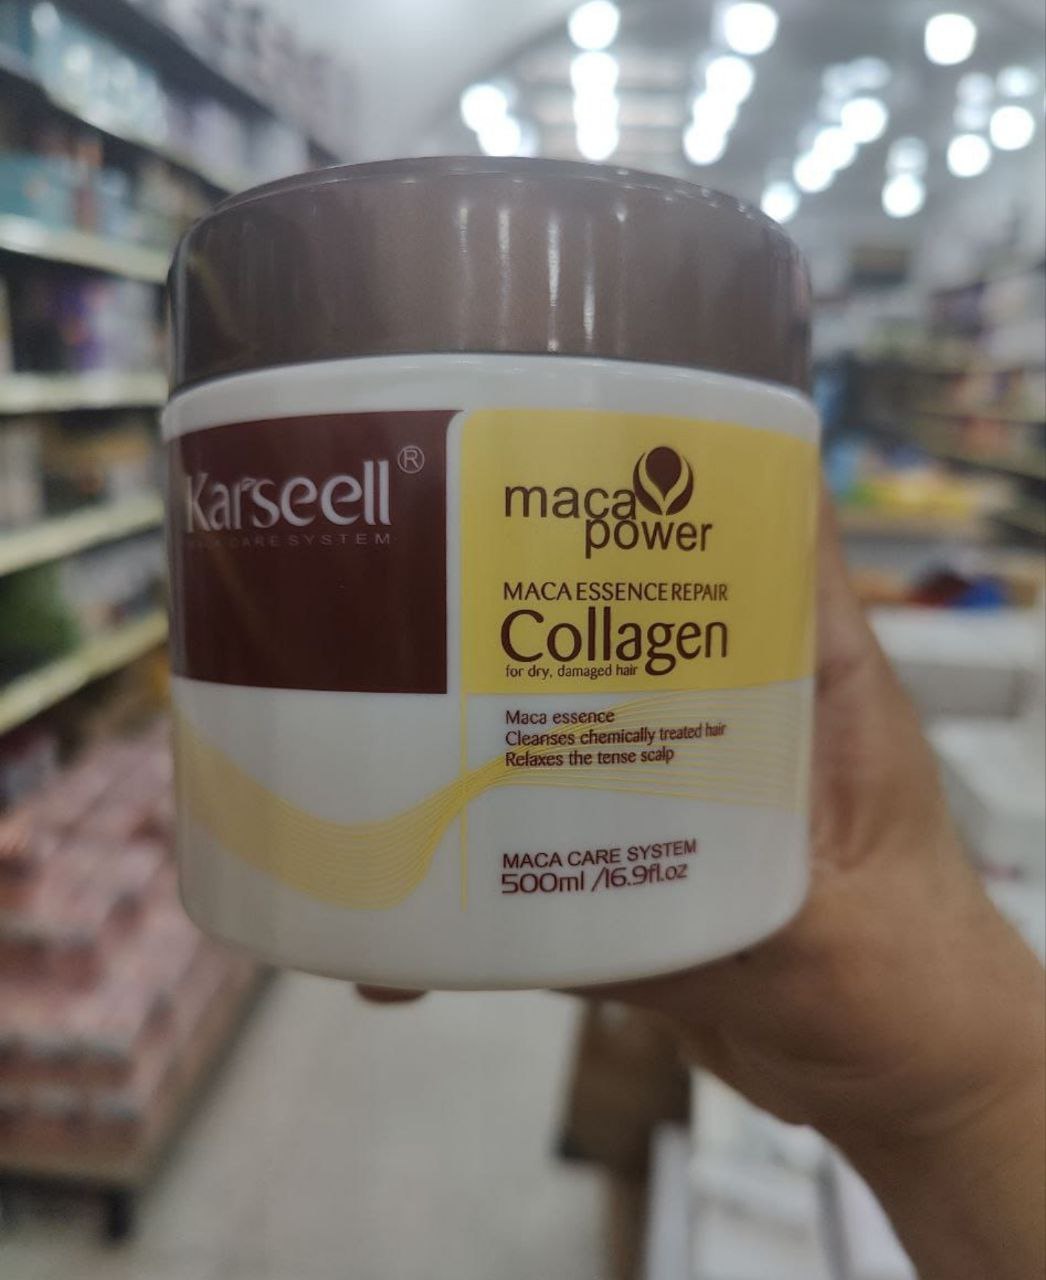 Karseell®
CARE SYSTEM
maca
power
MACA ESSENCE REPAIR
Collagen
for dry, damaged hair
Maca essence
Cleanses chemically treated hair
Relaxes the tense scalp
MACA CARE SYSTEM
500ml /16.9fl.oz